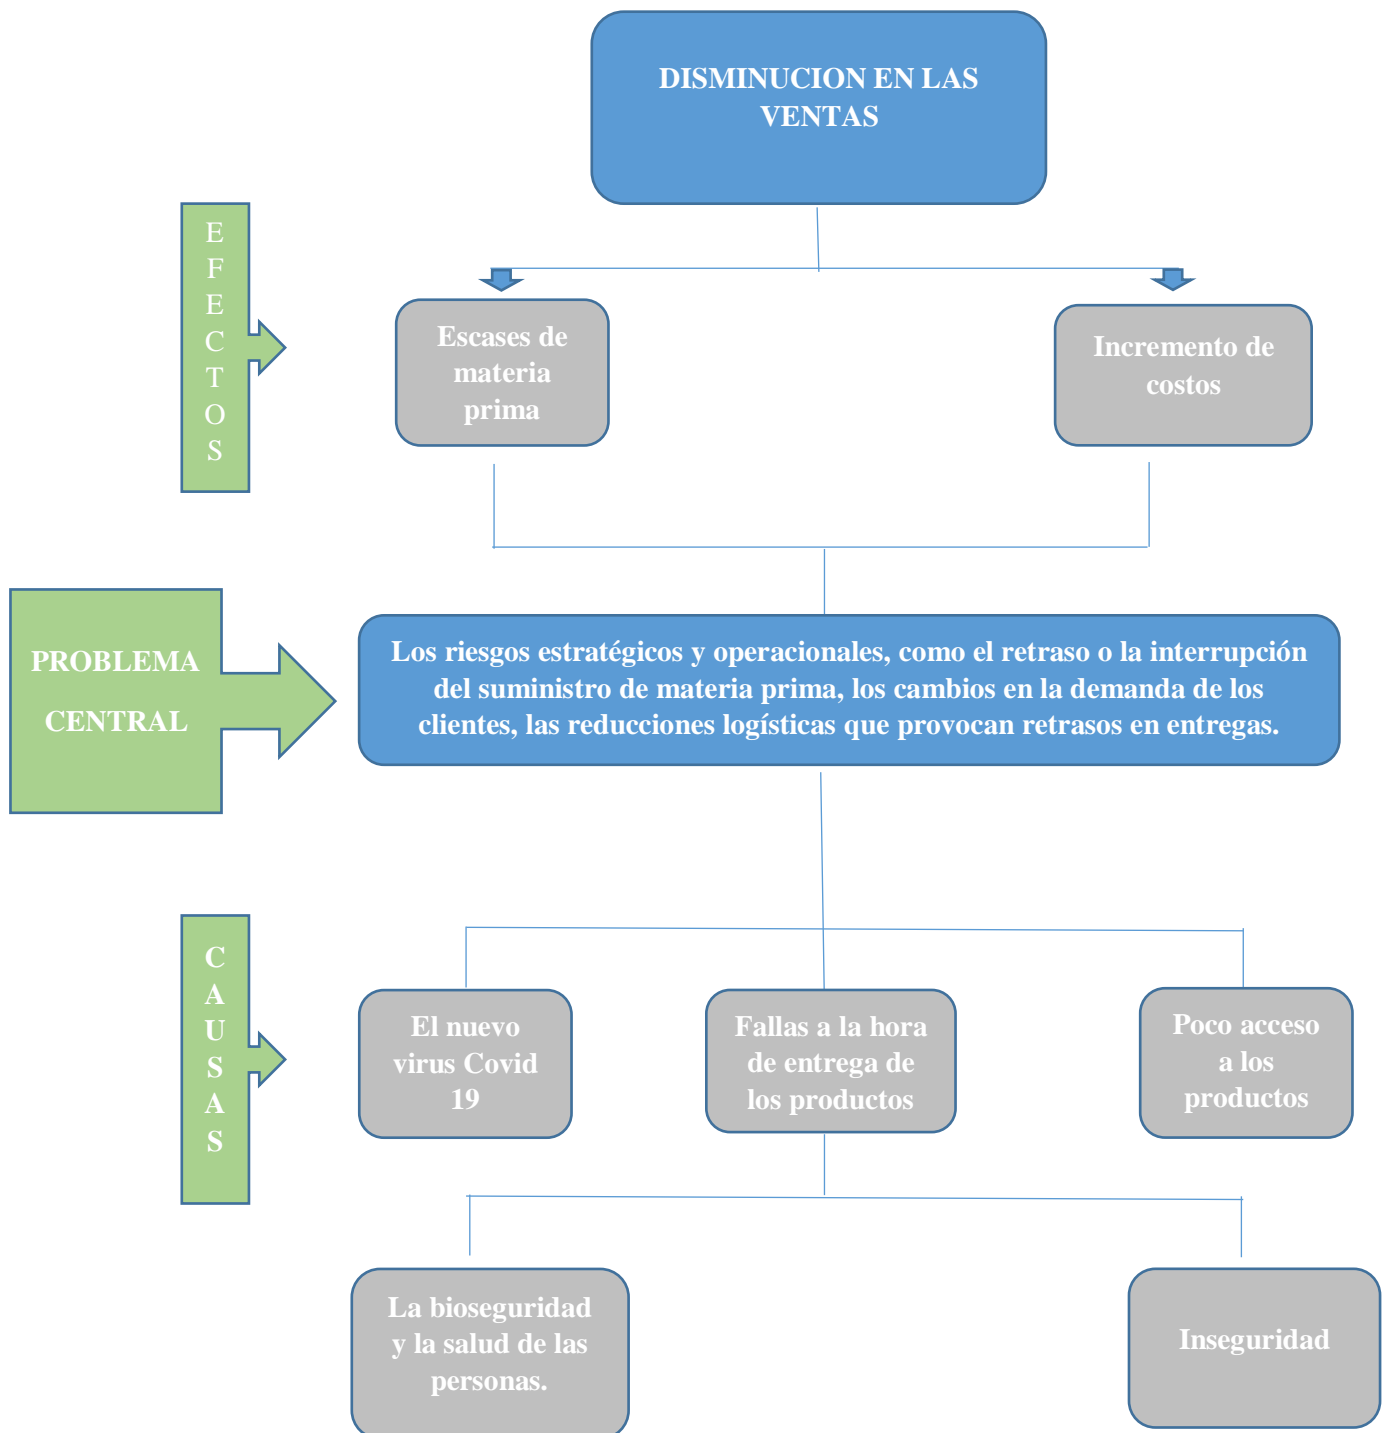 DISMINUCION EN LAS
VENTAS
E
F
E
C
T
O
S
Escases de
materia
prima
Incremento de
costos
PROBLEMA
CENTRAL
Los riesgos estratégicos y operacionales, como el retraso o la interrupción
del suministro de materia prima, los cambios en la demanda de los
clientes, las reducciones logísticas que provocan retrasos en entregas.
C
A
U
S
A
S
El nuevo
virus Covid
19
Fallas a la hora
de entrega de
los productos
Poco acceso
a los
productos
La bioseguridad
y la salud de las
personas.
Inseguridad